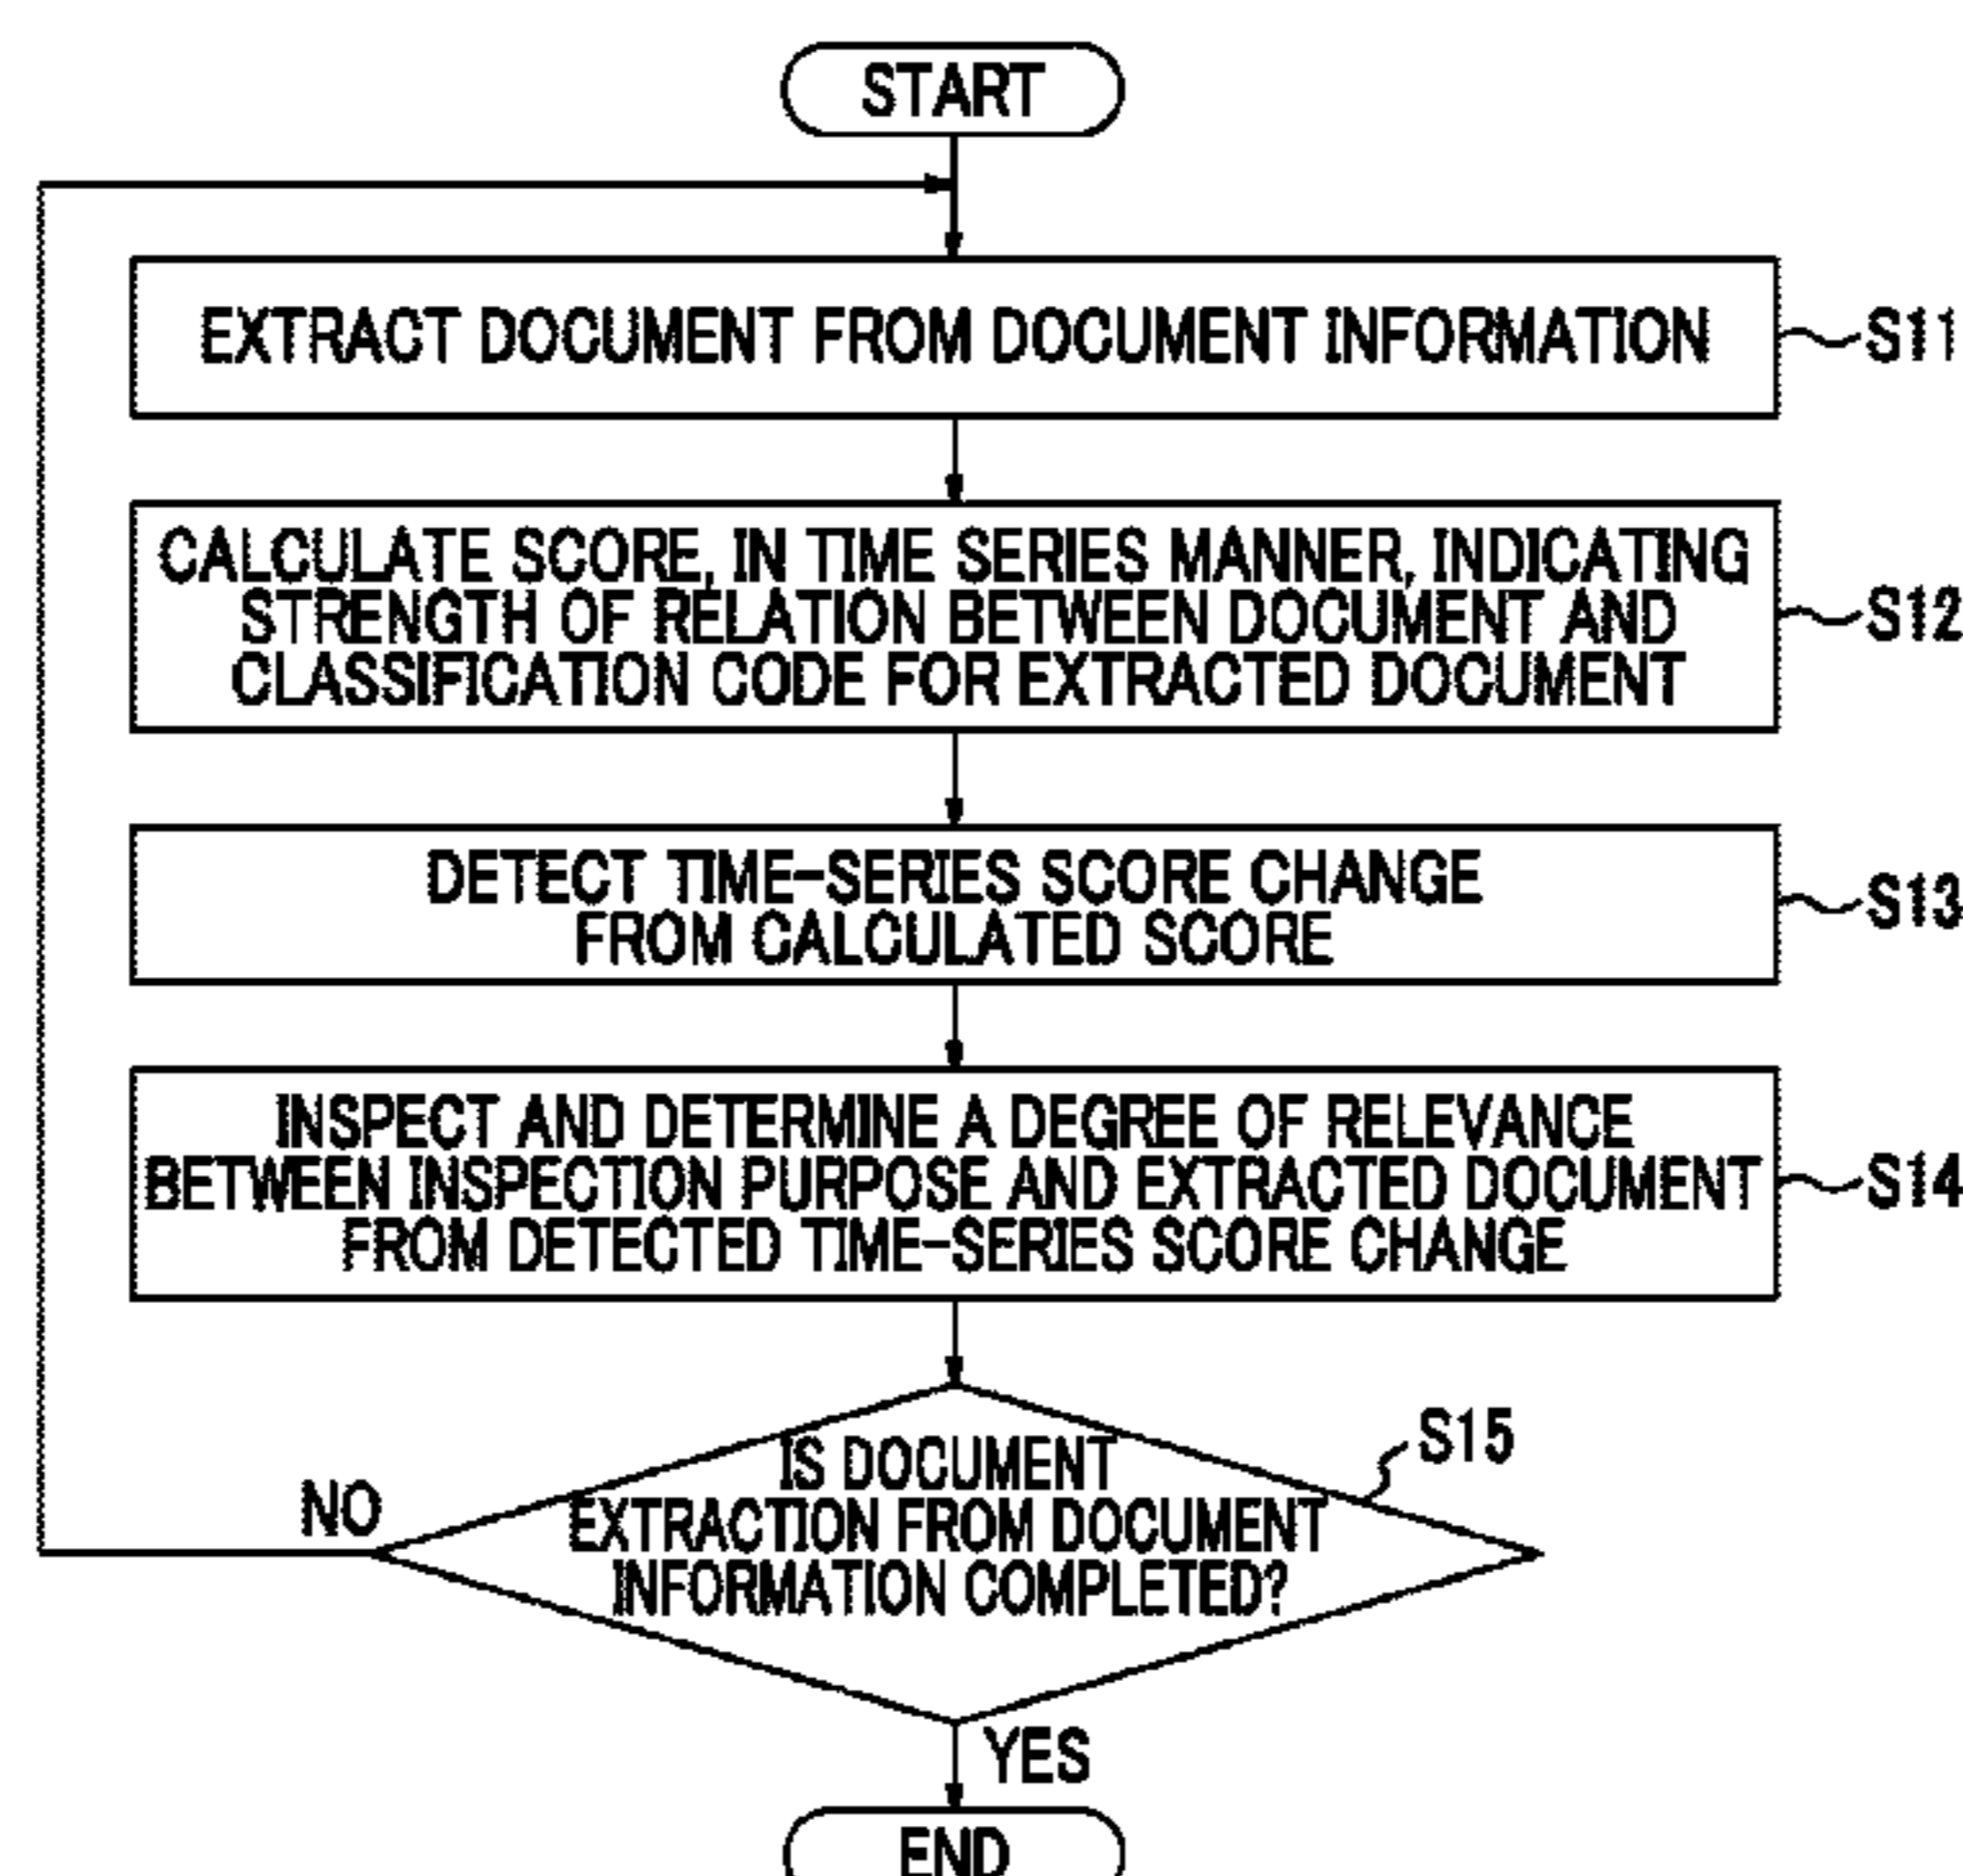 START
EXTRACT DOCUMENT FROM DOCUMENT INFORMATION
S11
CALCULATE SCORE, IN TIME SERIES MANNER, INDICATING
STRENGTH OF RELATION BETWEEN DOCUMENT AND
CLASSIFICATION CODE FOR EXTRACTED DOCUMENT
S12
DETECT TIME-SERIES SCORE CHANGE
FROM CALCULATED SCORE
S13
INSPECT AND DETERMINE A DEGREE OF RELEVANCE
BETWEEN INSPECTION PURPOSE AND EXTRACTED DOCUMENT
FROM DETECTED TIME-SERIES SCORE CHANGE
S14
IS DOCUMENT
EXTRACTION FROM DOCUMENT
INFORMATION COMPLETED?
S15
NO
YES
END